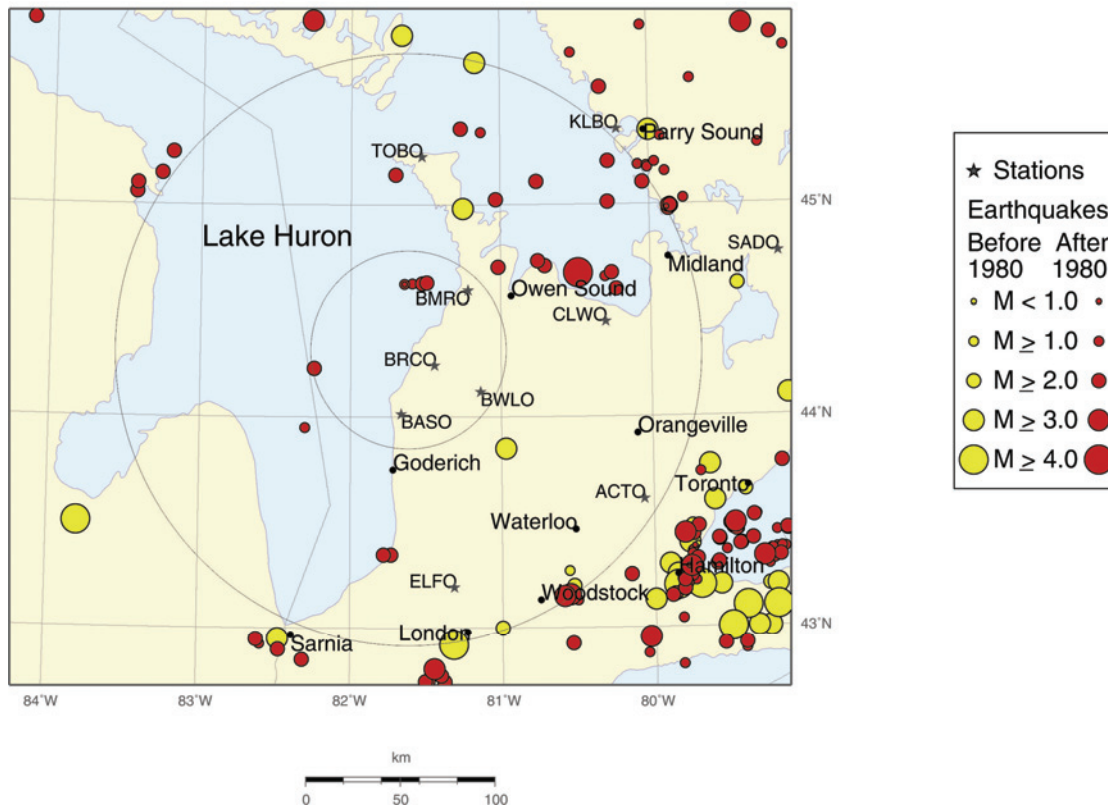 KLBO
Parry Sound
TOBO
45°N
Lake Huron
SADO
Midland
BMRO
Owen Sound
CLWO
BRCO
BWLO
BASO
44°N
Orangeville
Goderich
ACTO
Toronto
Waterloo
Hamilton
ELFO
Woodstock
43°N
London
Sarnia
84°W 83°W 82°W 81°W 80°W
km
0 50 100
Stations
Earthquakes
Before After
1980 1980
M < 1.0
M ≥ 1.0
M ≥ 2.0
M ≥ 3.0
M ≥ 4.0